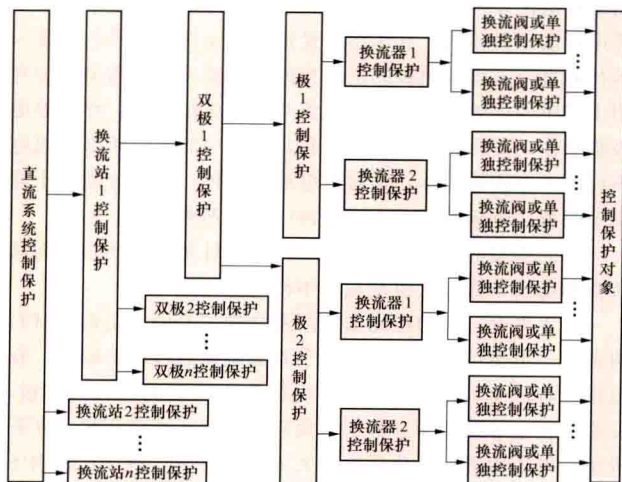 直流系统控制保护
换流站1控制保护
双极1控制保护
极1控制保护
换流器1
控制保护
换流阀或单
独控制保护
⋮
换流阀或单
独控制保护
换流器2
控制保护
换流阀或单
独控制保护
⋮
换流阀或单
独控制保护
极2控制保护
换流器1
控制保护
换流阀或单
独控制保护
⋮
换流阀或单
独控制保护
换流器2
控制保护
换流阀或单
独控制保护
⋮
换流阀或单
独控制保护
控制保护对象
双极2控制保护
⋮
双极n控制保护
换流站2控制保护
⋮
换流站n控制保护